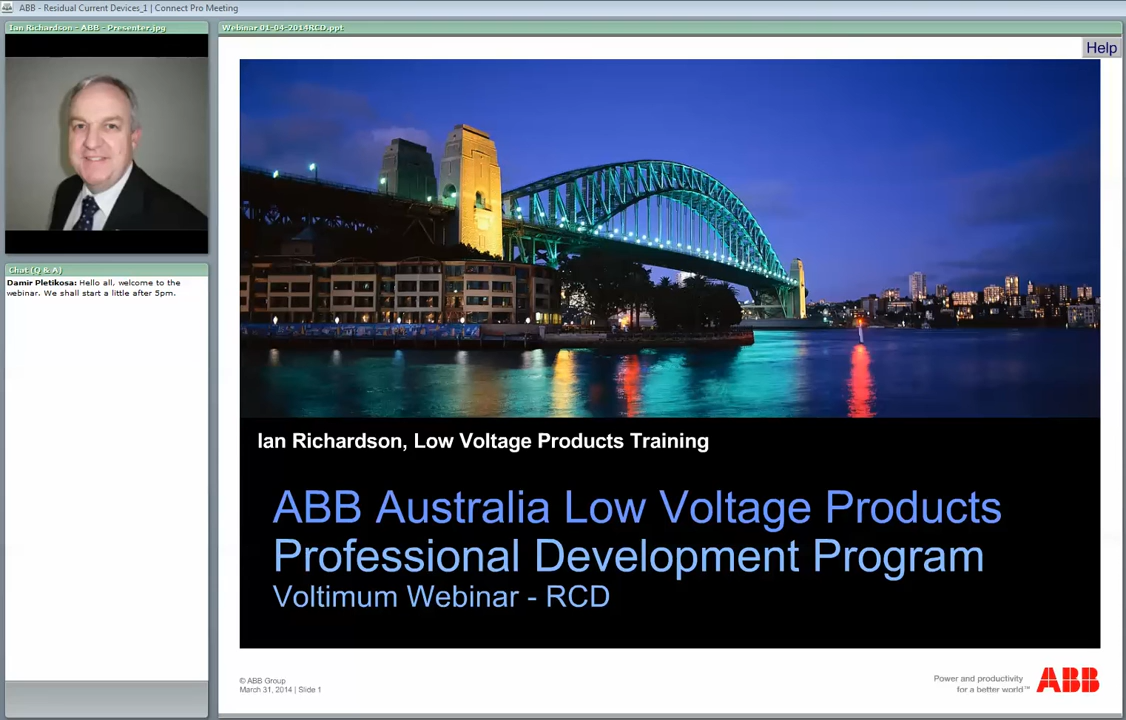 ABB - Residual Current Devices_1 | Connect Pro Meeting
Ian Richardson - ABB - Presenter.jpg
Webinar 01-04-2014RCD.ppt
Help
Chat (Q & A)
Damir Pletikosa: Hello all, welcome to the
webinar. We shall start a little after 5pm.
Ian Richardson, Low Voltage Products Training
ABB Australia Low Voltage Products
Professional Development Program
Voltimum Webinar - RCD
© ABB Group
March 31, 2014 | Slide 1
Power and productivity
for a better world™
ABB